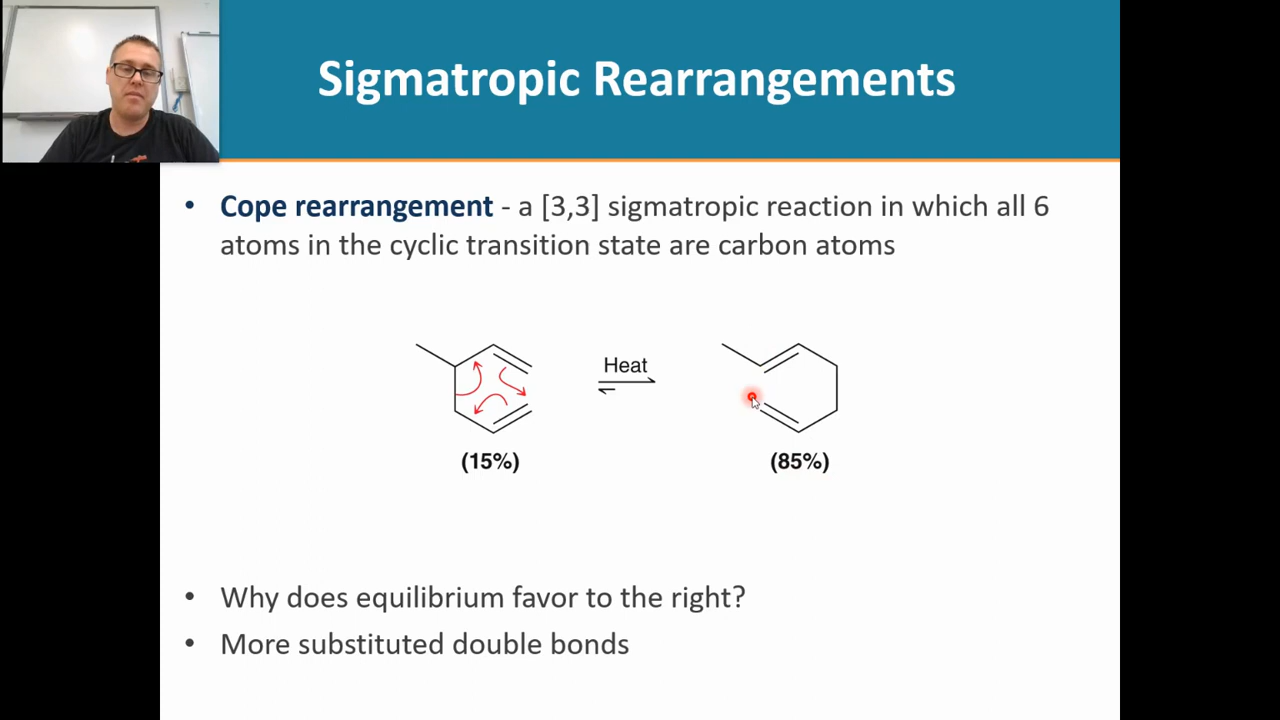 Sigmatropic Rearrangements
• Cope rearrangement - a [3,3] sigmatropic reaction in which all 6
atoms in the cyclic transition state are carbon atoms
Heat
(15%)
(85%)
• Why does equilibrium favor to the right?
• More substituted double bonds